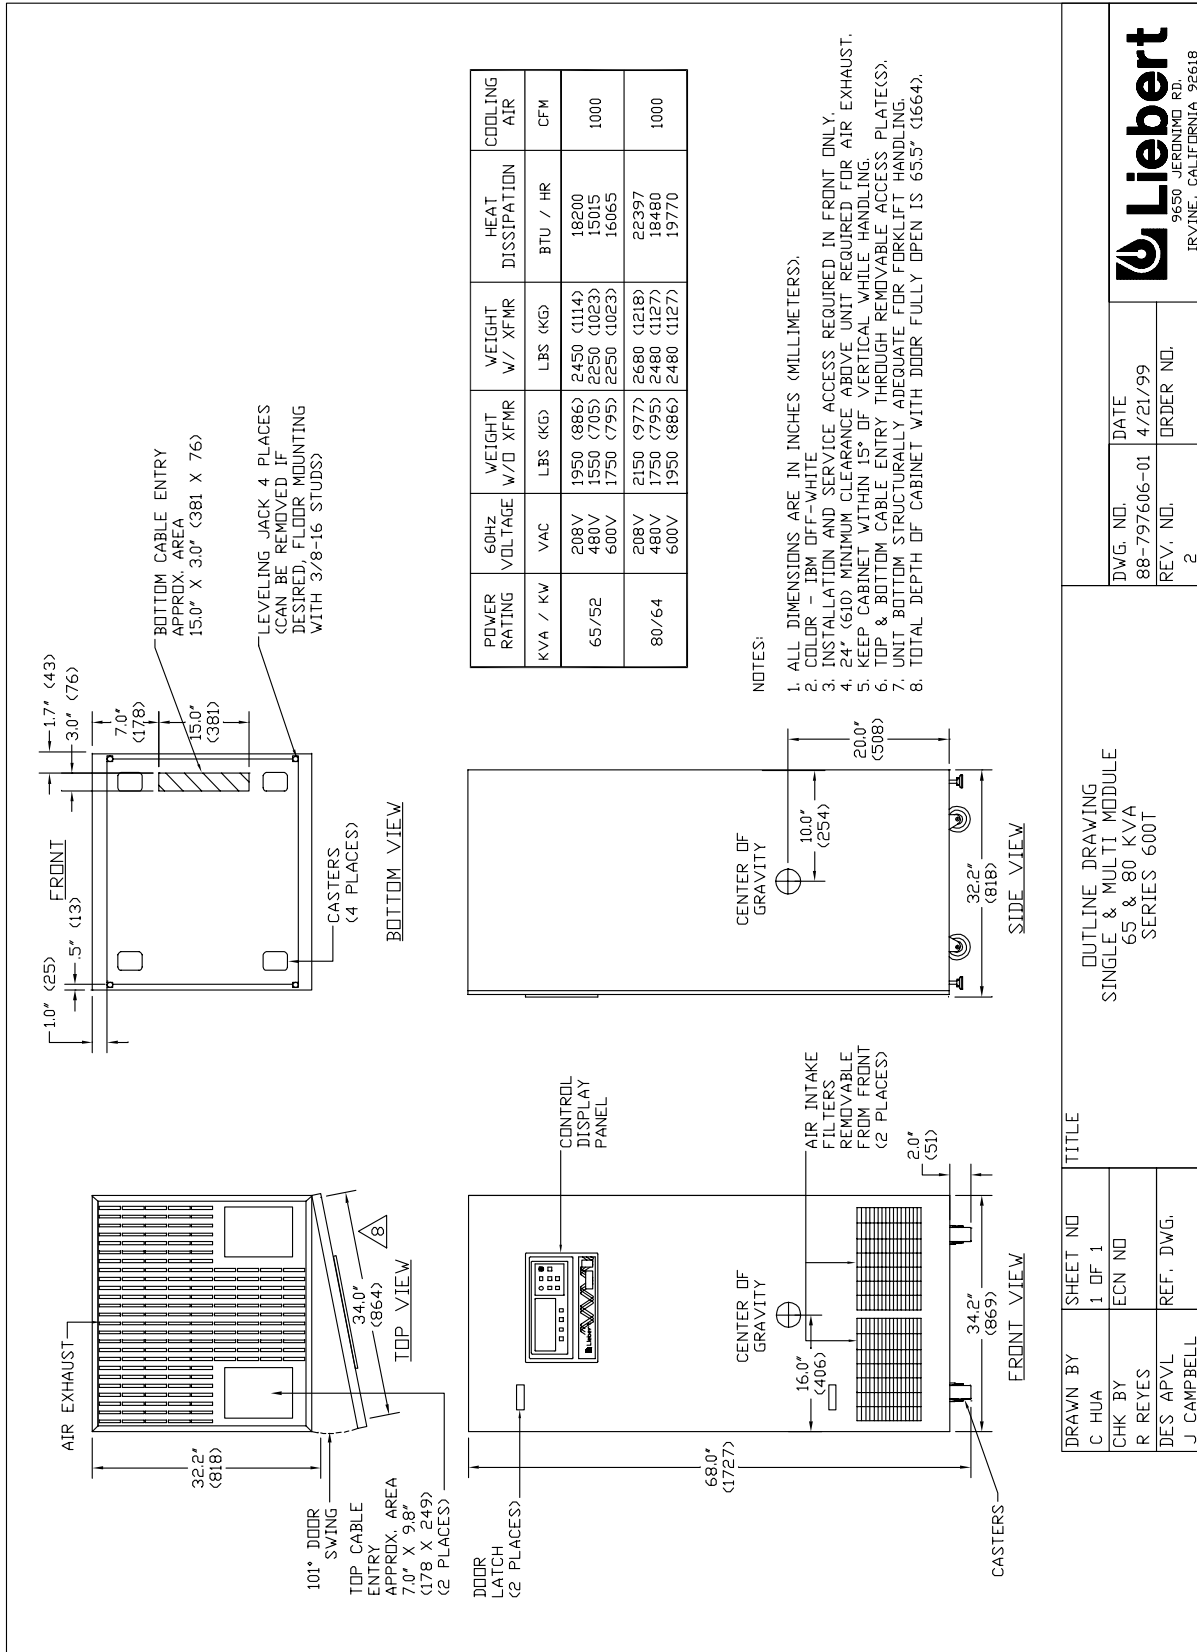 AIR EXHAUST
32.2"
(818)
101° DOOR
SWING
TOP CABLE
ENTRY
APPROX. AREA
7.0" X 9.8"
(178 X 249)
(2 PLACES)
34.0"
(864)
8
TOP VIEW
1.0" (25)
.5" (13)
FRONT
1.7" (43)
3.0" (76)
7.0"
(178)
15.0"
(381)
BOTTOM CABLE ENTRY
APPROX. AREA
15.0" X 3.0" (381 X 76)
LEVELING JACK 4 PLACES
(CAN BE REMOVED IF
DESIRED, FLOOR MOUNTING
WITH 3/8-16 STUDS)
CASTERS
(4 PLACES)
BOTTOM VIEW
DOOR
LATCH
(2 PLACES)
CONTROL
DISPLAY
PANEL
Liebert
CENTER OF
GRAVITY
16.0"
(406)
68.0"
(1727)
AIR INTAKE
FILTERS
REMOVABLE
FROM FRONT
(2 PLACES)
2.0"
(51)
34.2"
(869)
CASTERS
FRONT VIEW
CENTER OF
GRAVITY
10.0"
(254)
20.0"
(508)
32.2"
(818)
SIDE VIEW
POWER RATING 60Hz VOLTAGE WEIGHT W/O XFMR WEIGHT W/ XFMR HEAT DISSIPATION COOLING AIR
KVA / KW VAC LBS (KG) LBS (KG) BTU / HR CFM
65/52 208V 1950 (886) 2450 (1114) 18200 1000
480V 1550 (705) 2250 (1023) 15015
600V 1750 (795) 2250 (1023) 16065
80/64 208V 2150 (977) 2680 (1218) 22397 1000
480V 1750 (795) 2480 (1127) 18480
600V 1950 (886) 2480 (1127) 19770
NOTES:
1. ALL DIMENSIONS ARE IN INCHES (MILLIMETERS).
2. COLOR - IBM OFF-WHITE
3. INSTALLATION AND SERVICE ACCESS REQUIRED IN FRONT ONLY.
4. 24" (610) MINIMUM CLEARANCE ABOVE UNIT REQUIRED FOR AIR EXHAUST.
5. KEEP CABINET WITHIN 15° OF VERTICAL WHILE HANDLING.
6. TOP & BOTTOM CABLE ENTRY THROUGH REMOVABLE ACCESS PLATE(S).
7. UNIT BOTTOM STRUCTURALLY ADEQUATE FOR FORKLIFT HANDLING.
8. TOTAL DEPTH OF CABINET WITH DOOR FULLY OPEN IS 65.5" (1664).
DRAWN BY
C HUA
CHK BY
R REYES
DES APVL
J CAMPBELL
SHEET NO
1 OF 1
ECN NO
REF. DWG.
TITLE
OUTLINE DRAWING
SINGLE & MULTI MODULE
65 & 80 KVA
SERIES 600T
DWG. NO.
88-797606-01
REV. NO.
2
DATE
4/21/99
ORDER NO.
Liebert
9650 JERONIMO RD.
IRVINE, CALIFORNIA 92618